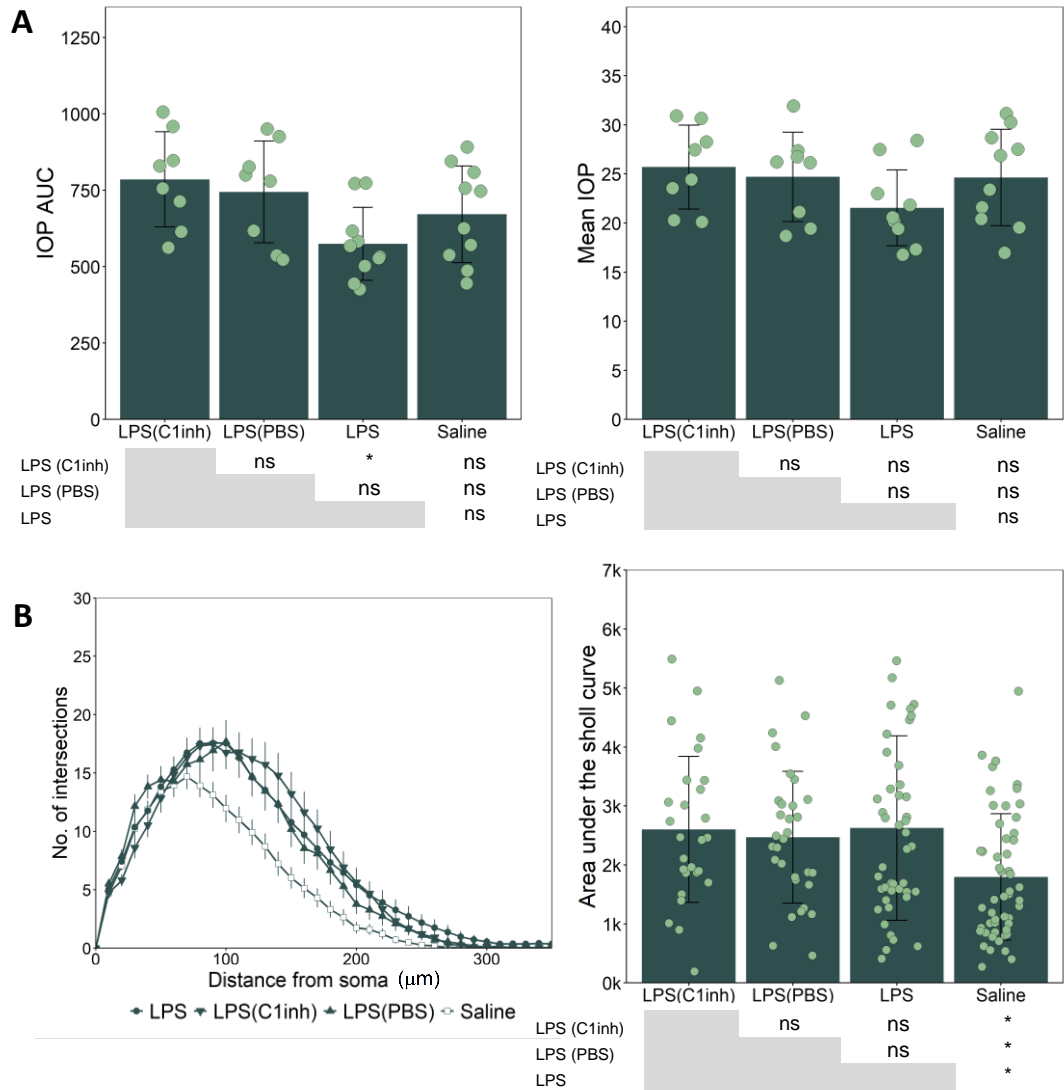 A
IOP AUC
1250
1000
750
500
250
0
LPS(C1inh) LPS(PBS) LPS Saline
LPS (C1inh) ns * ns
LPS (PBS) ns ns
LPS ns
Mean IOP
40
35
30
25
20
15
10
5
0
LPS(C1inh) LPS(PBS) LPS Saline
LPS (C1inh) ns ns ns
LPS (PBS) ns ns
LPS ns
B
No. of intersections
30
25
20
15
10
5
0
0 100 200 300
Distance from soma (μm)
LPS LPS(C1inh) LPS(PBS) Saline
Area under the sholl curve
7k
6k
5k
4k
3k
2k
1k
0k
LPS(C1inh) LPS(PBS) LPS Saline
LPS (C1inh) ns ns *
LPS (PBS) ns *
LPS *